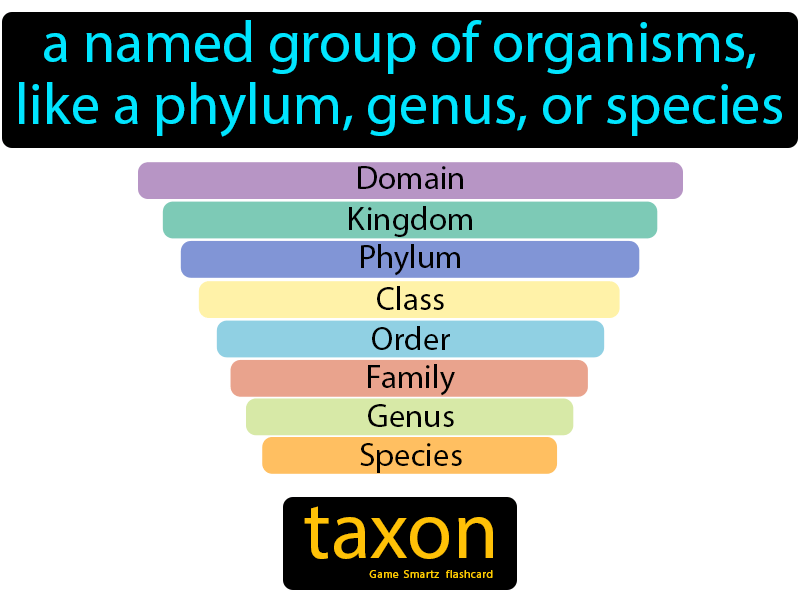 a named group of organisms,
like a phylum, genus, or species
Domain
Kingdom
Phylum
Class
Order
Family
Genus
Species
taxon
Game Smartz flashcard